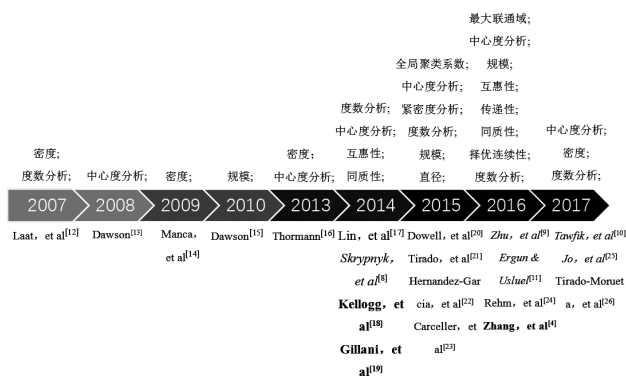 最大联通域;
中心度分析;
全局聚类系数;
规模;
中心度分析;
互惠性;
度数分析;
紧密度分析;
传递性;
中心度分析;
度数分析;
同质性;
中心度;
密度;
密度；
互惠性;
规模;
择优连续性;
密度;
度数分析;
中心度分析;
密度;
规模;
中心度分析;
同质性;
直径;
度数分析;
度数分析;
2007
2008
2009
2010
2013
2014
2015
2016
2017
Laat，et al[12]
Dawson[13]
Manca，
et al[14]
Dawson[15]
Thormann[16]
Lin，et al[17]
Skrypnyk，
et al[8]
Kellogg，et
al[18]
Gillani，et
al[19]
Dowell，et al[20]
Tirado，et al[21]
Hernandez-Gar
cia，et al[22]
Carceller，et
al[23]
Zhu，et al[9]
Ergun &
Usluel[11]
Rehm，et al[24]
Zhang，et al[4]
Tawfik，et al[10]
Jo，et al[25]
Tirado-Moruet
a，et al[26]